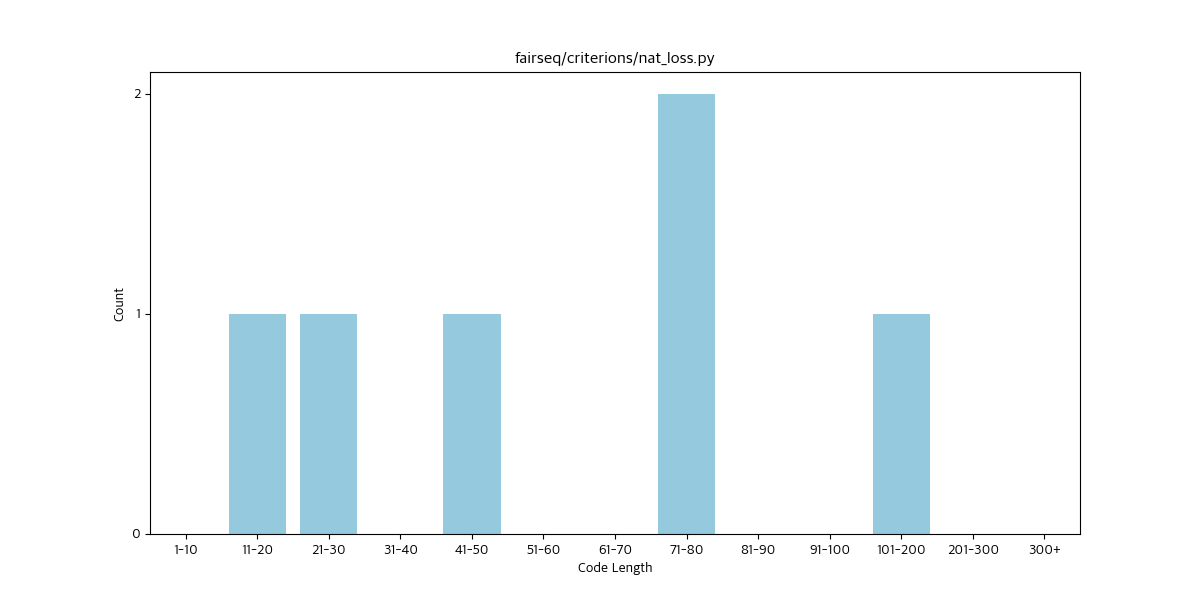 fairseq/criterions/nat_loss.py
2
1
0
Count
1-10 11-20 21-30 31-40 41-50 51-60 61-70 71-80 81-90 91-100 101-200 201-300 300+
Code Length